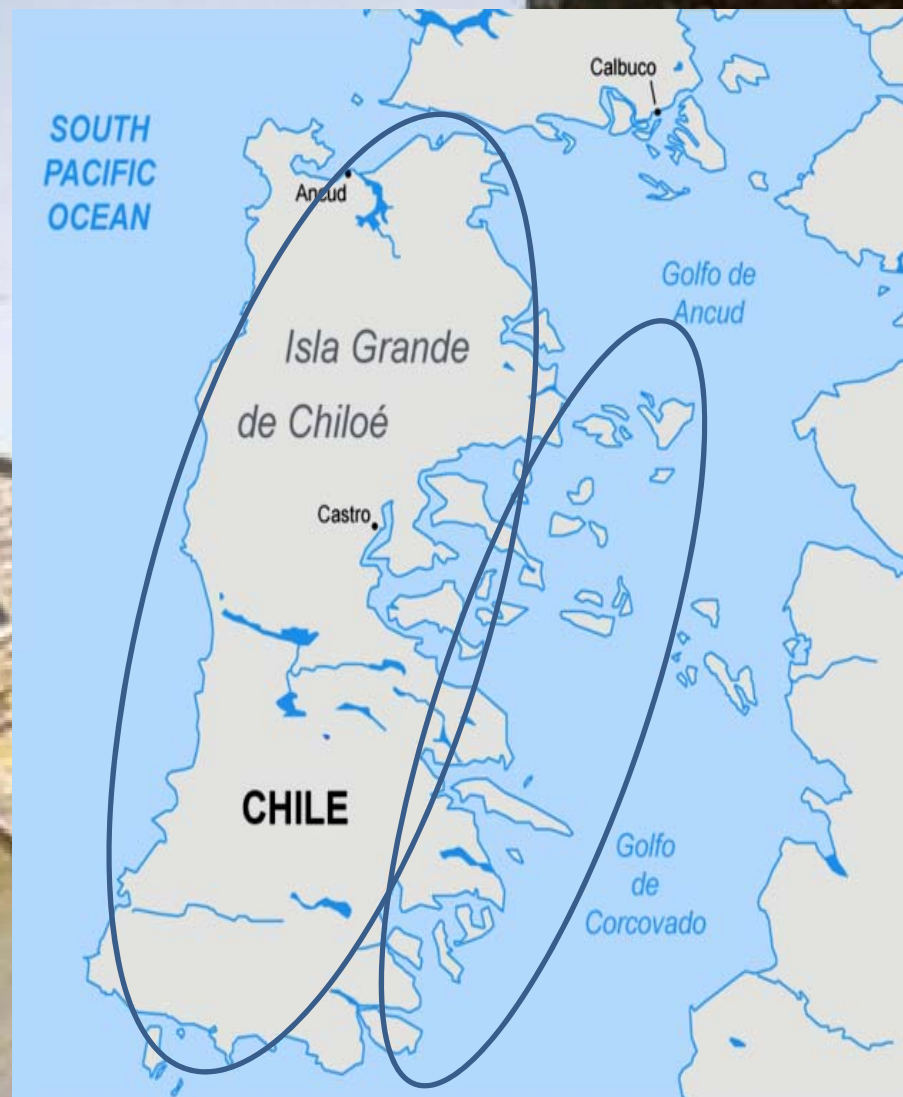 Calbuco
SOUTH
PACIFIC
OCEAN
Ancud
Golfo de
Ancud
Isla Grande
de Chiloé
Castro
CHILE
Golfo
de
Corcovado